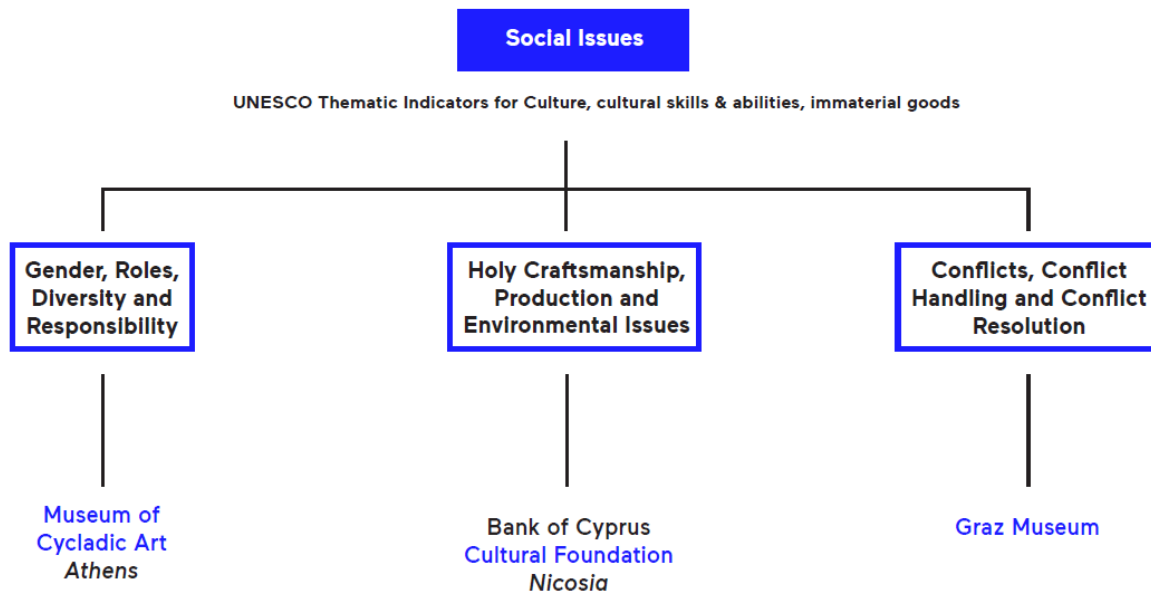 Social Issues
UNESCO Thematic Indicators for Culture, cultural skills & abilities, immaterial goods
Gender, Roles,
Diversity and
Responsibility
Holy Craftsmanship,
Production and
Environmental Issues
Conflicts, Conflict
Handling and Conflict
Resolution
Museum of
Cycladic Art
Athens
Bank of Cyprus
Cultural Foundation
Nicosia
Graz Museum